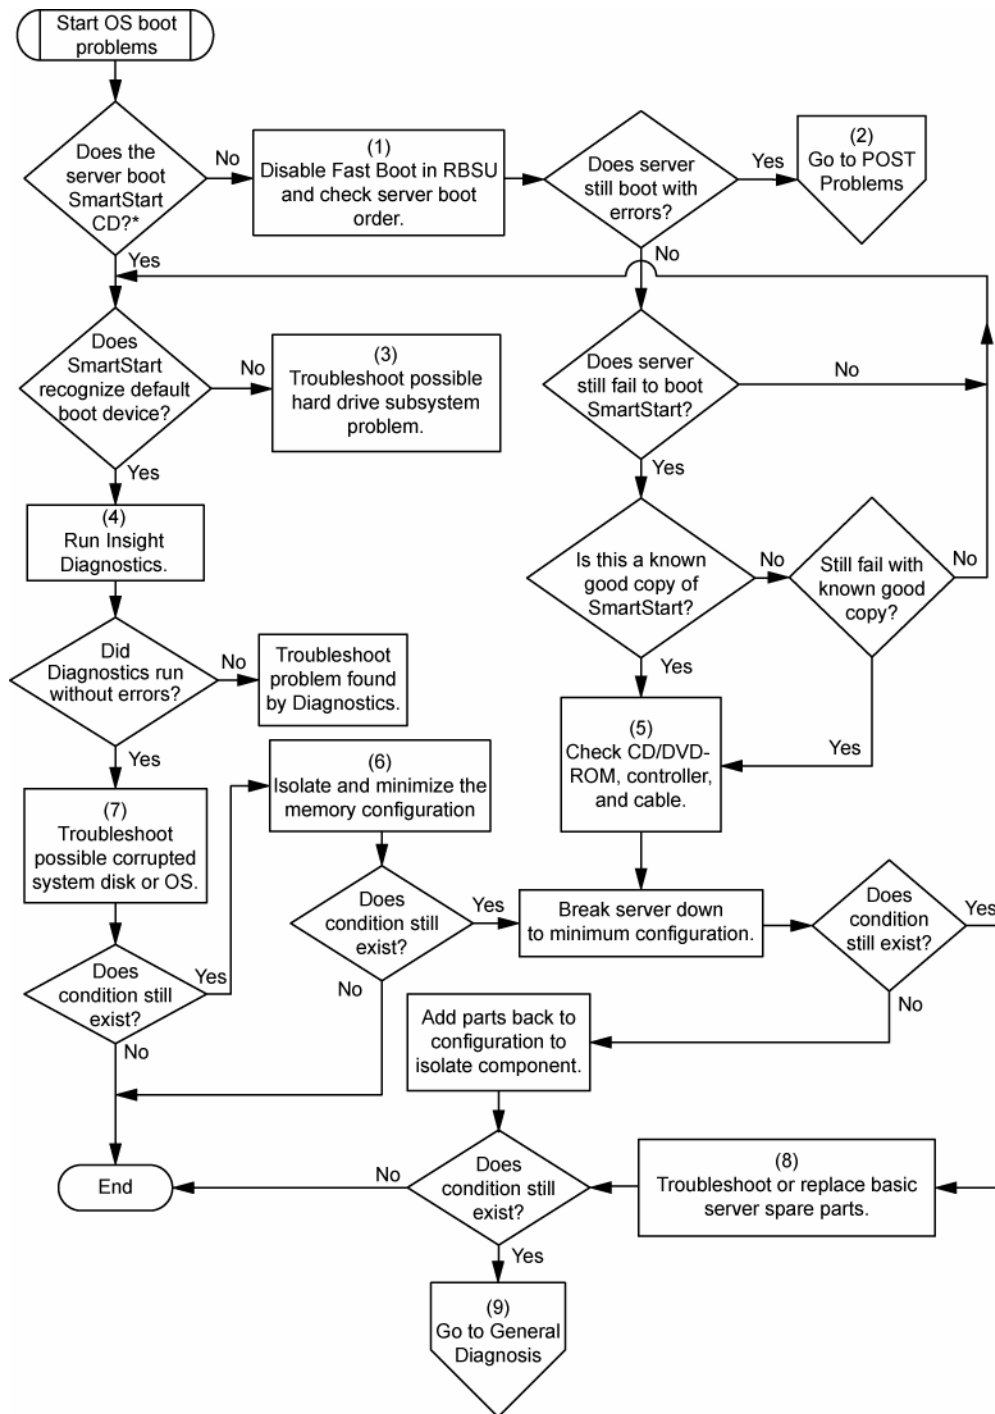 Start OS boot
problems
Does the
server boot
SmartStart
CD?*
No
(1)
Disable Fast Boot in RBSU
and check server boot
order.
Does server
still boot with
errors?
Yes
(2)
Go to POST
Problems
Yes
No
Does
SmartStart
recognize default
boot device?
No
(3)
Troubleshoot possible
hard drive subsystem
problem.
Does server
still fail to boot
SmartStart?
No
Yes
Yes
(4)
Run Insight
Diagnostics.
Is this a known
good copy of
SmartStart?
No
Still fail with
known good
copy?
No
Did
Diagnostics run
without errors?
No
Troubleshoot
problem found
by Diagnostics.
Yes
Yes
Yes
(5)
Check CD/DVD-
ROM, controller,
and cable.
(6)
Isolate and minimize the
memory configuration
(7)
Troubleshoot
possible corrupted
system disk or OS.
Does
condition still
exist?
Yes
Break server down
to minimum configuration.
Does
condition
still exist?
Yes
Does
condition still
exist?
Yes
No
No
No
Add parts back to
configuration to
isolate component.
End
No
Does
condition still
exist?
(8)
Troubleshoot or replace basic
server spare parts.
Yes
(9)
Go to General
Diagnosis